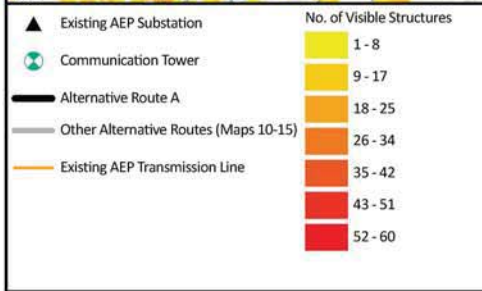 Existing AEP Substation
Communication Tower
Alternative Route A
Other Alternative Routes (Maps 10-15)
Existing AEP Transmission Line
No. of Visible Structures
1 - 8
9 - 17
18 - 25
26 - 34
35 - 42
43 - 51
52 - 60